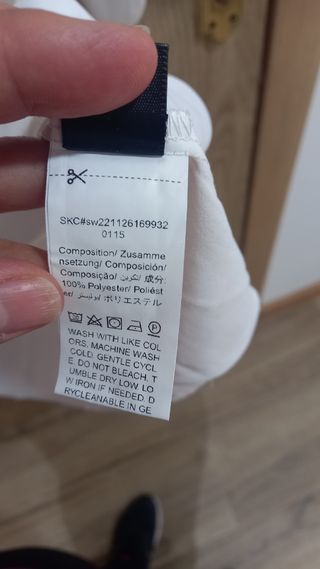 SKC#sw221126169932
0115
Composition/ Zusamme
nsetzung/ Composición/
Composição/ تكوين/ 成分:
100% Polyester/ Poliést
er/ بوليستر/ ポリエステル
WASH WITH LIKE COL
ORS. MACHINE WASH
COLD. GENTLE CYCL
E. DO NOT BLEACH. T
UMBLE DRY LOW. LO
W IRON IF NEEDED. D
RYCLEANABLE IN GE